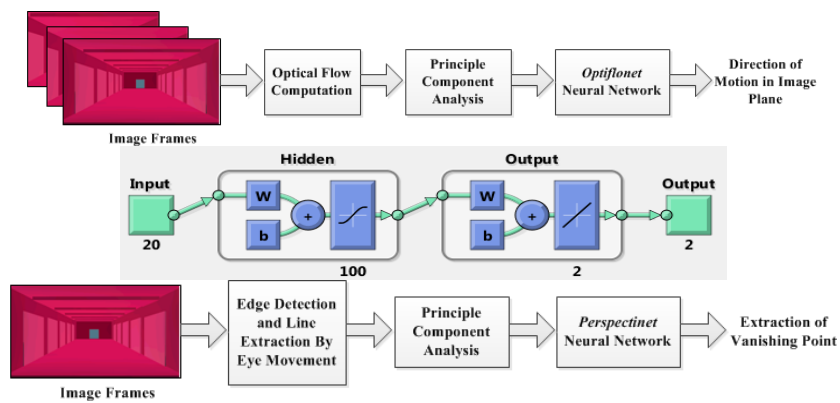 Image Frames
Optical Flow
Computation
Principle
Component
Analysis
Optiflonet
Neural Network
Direction of
Motion in Image
Plane
Hidden
Output
Input
20
W
b
+
100
W
b
+
2
Output
2
Image Frames
Edge Detection
and Line
Extraction By
Eye Movement
Principle
Component
Analysis
Perspectinet
Neural Network
Extraction of
Vanishing Point